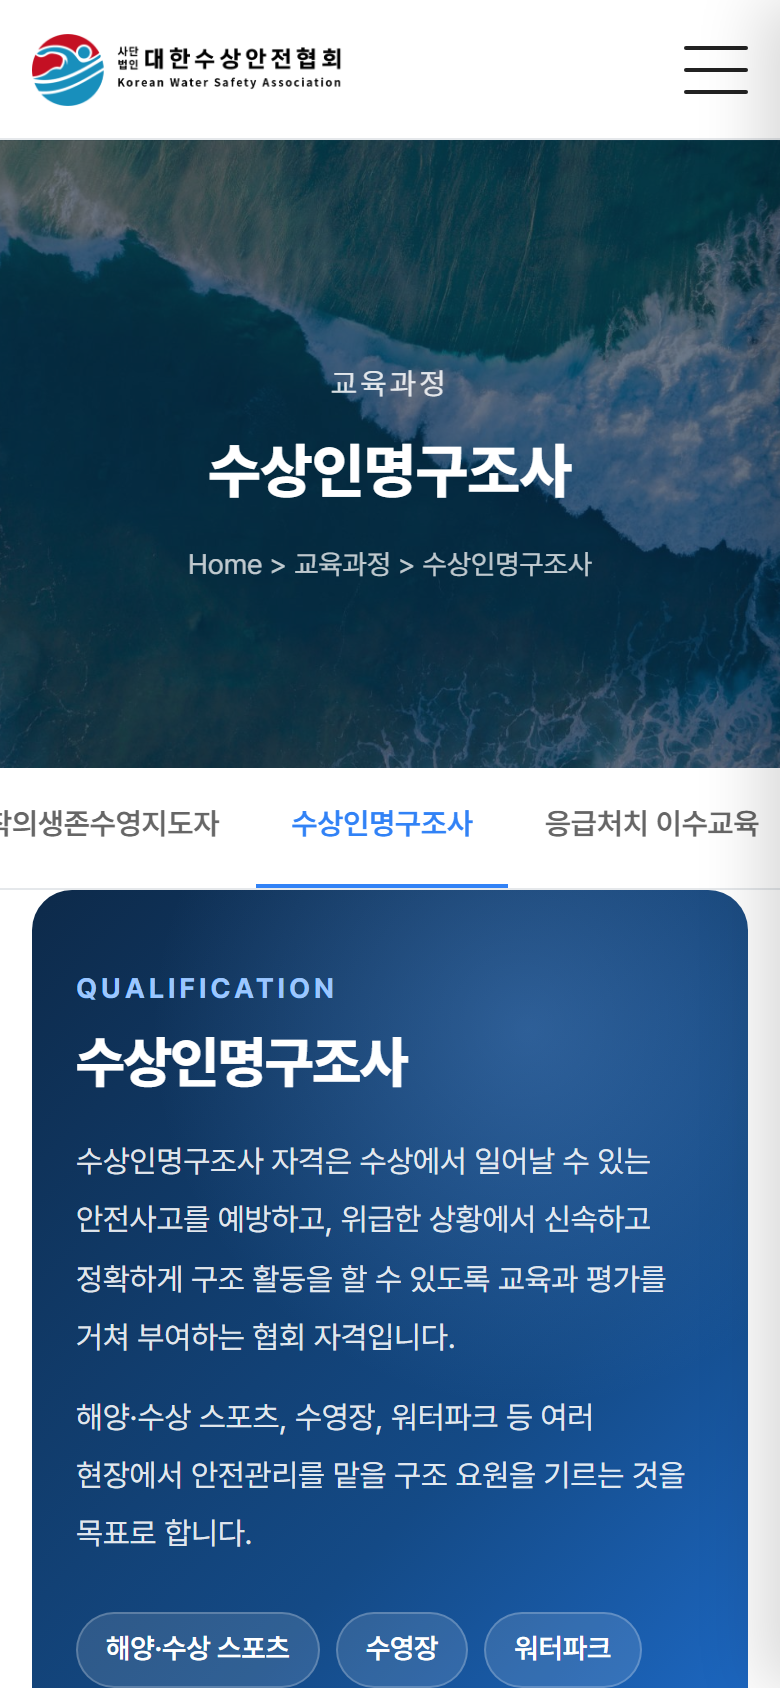 사단
법인
대한수상안전협회
Korean Water Safety Association
교육과정
수상인명구조사
Home > 교육과정 > 수상인명구조사
의생존수영지도자
수상인명구조사
응급처치 이수교육
QUALIFICATION
수상인명구조사
수상인명구조사 자격은 수상에서 일어날 수 있는
안전사고를 예방하고, 위급한 상황에서 신속하고
정확하게 구조 활동을 할 수 있도록 교육과 평가를
거쳐 부여하는 협회 자격입니다.
해양·수상 스포츠, 수영장, 워터파크 등 여러
현장에서 안전관리를 맡을 구조 요원을 기르는 것을
목표로 합니다.
해양·수상 스포츠
수영장
워터파크